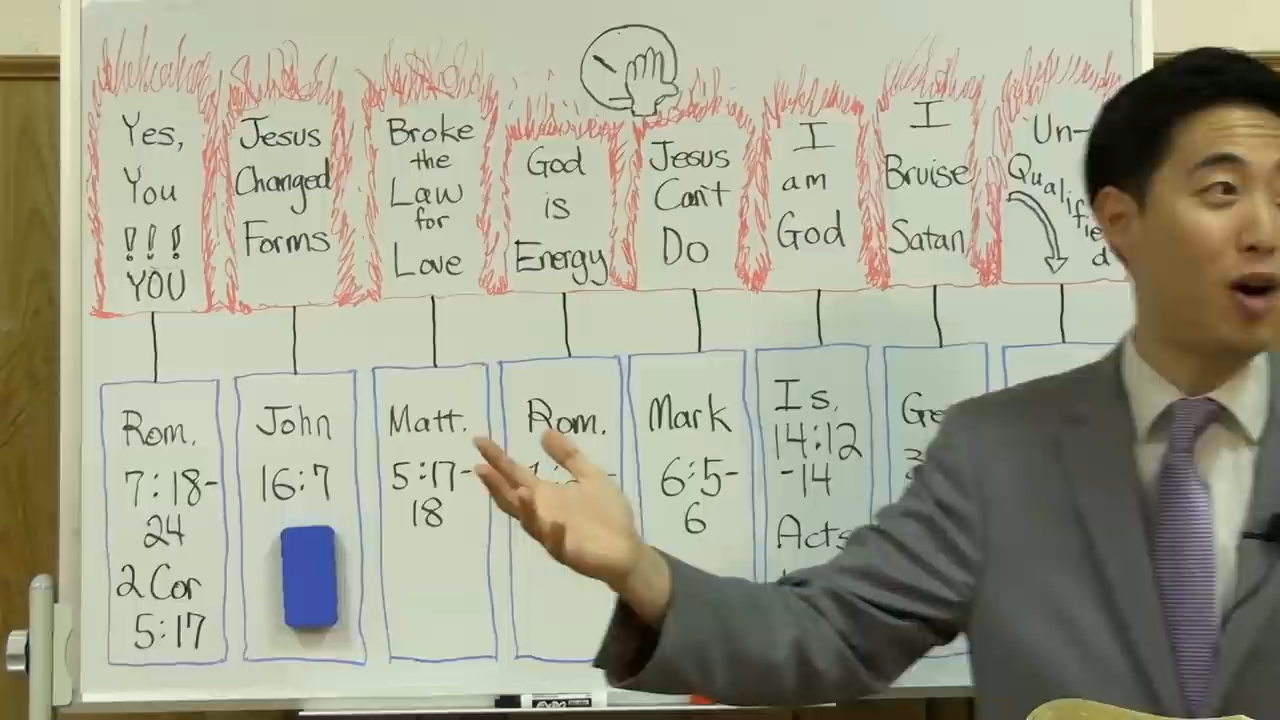 Yes,
You
!!!
YOU
Jesus
Changed
Forms
Broke
the
Law
for
Love
God
is
Energy
Jesus
Can't
Do
I
am
God
I
Bruise
Satan
Un-
Qualified
Rom.
7:18-
24
2 Cor
5:17
John
16:7
Matt.
5:17-
18
Rom.
Mark
6:5-
6
Is.
14:12
-14
Acts